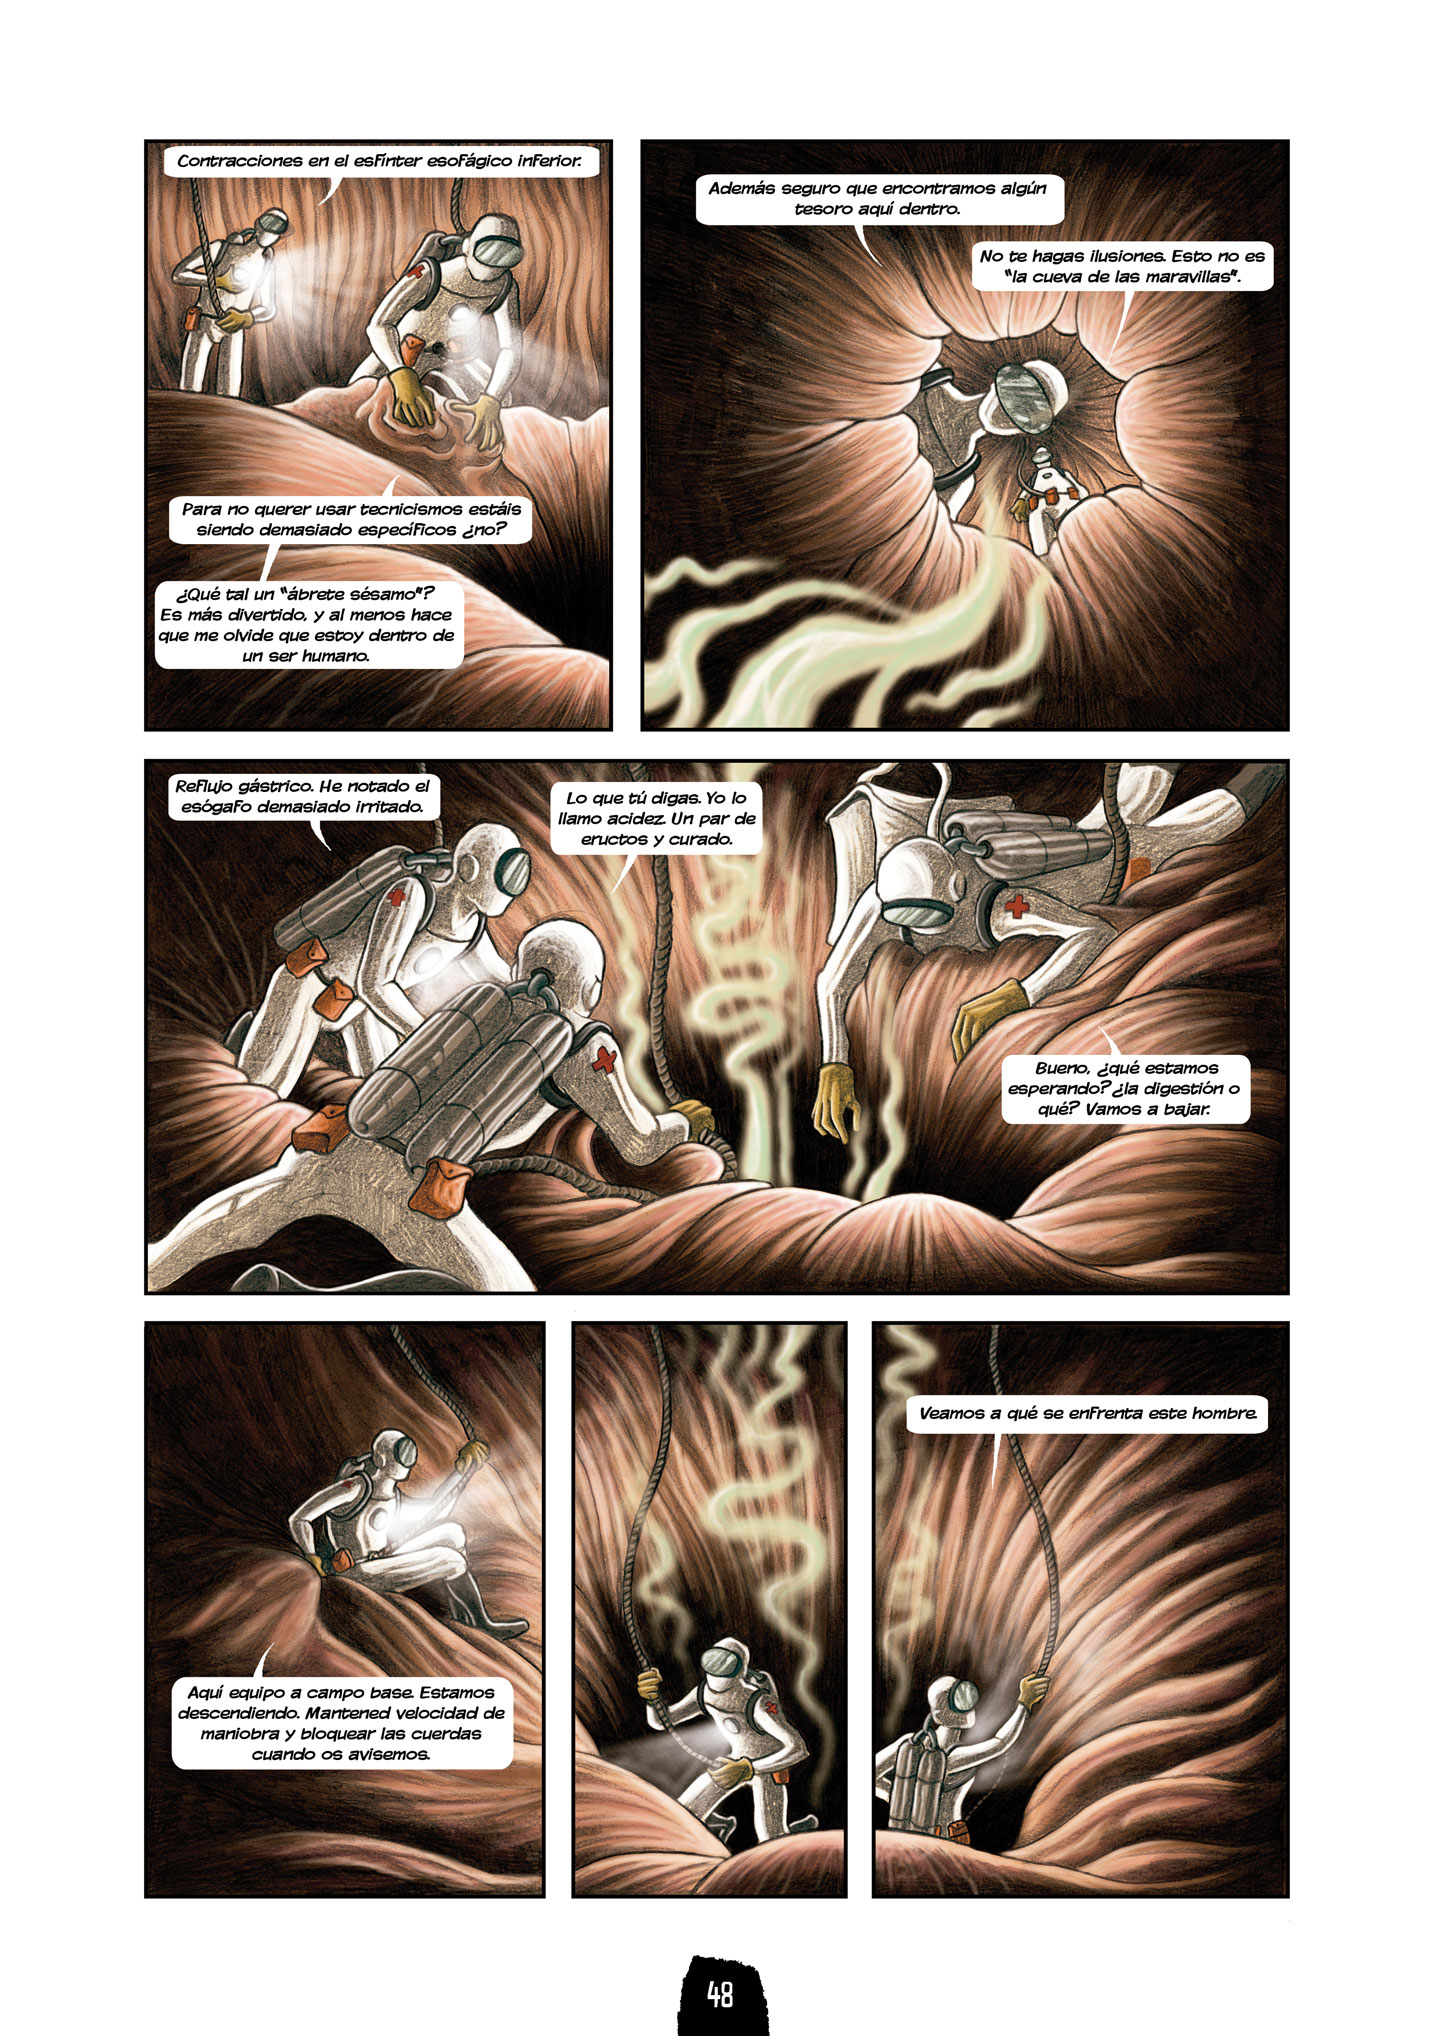 Contracciones en el esfínter esofágico inferior.
Para no querer usar tecnicismos estáis
siendo demasiado específicos ¿no?
¿Qué tal un "ábrete sésamo"?
Es más divertido, y al menos hace
que me olvide que estoy dentro de
un ser humano.
Además seguro que encontramos algún
tesoro aquí dentro.
No te hagas ilusiones. Esto no es
"la cueva de las maravillas".
Reflujo gástrico. He notado el
esógafo demasiado irritado.
Lo que tú digas. Yo lo
llamo acidez. Un par de
eructos y curado.
Bueno, ¿qué estamos
esperando? ¿la digestión o
qué? Vamos a bajar.
Aquí equipo a campo base. Estamos
descendiendo. Mantened velocidad de
maniobra y bloquear las cuerdas
cuando os avisemos.
Veamos a qué se enfrenta este hombre.
48